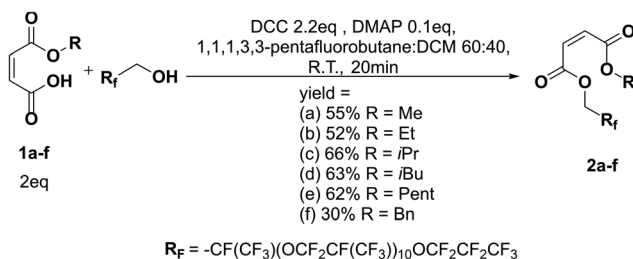 DCC 2.2eq , DMAP 0.1eq,
1,1,1,3,3-pentafluorobutane:DCM 60:40,
R.T., 20min
O
O
R
OH
O
+
Rf
OH
1a-f
2eq
yield =
(a) 55% R = Me
(b) 52% R = Et
(c) 66% R = iPr
(d) 63% R = iBu
(e) 62% R = Pent
(f) 30% R = Bn
O
O
O
O
R
Rf
2a-f
RF = -CF(CF3)(OCF2CF(CF3))10OCF2CF2CF3